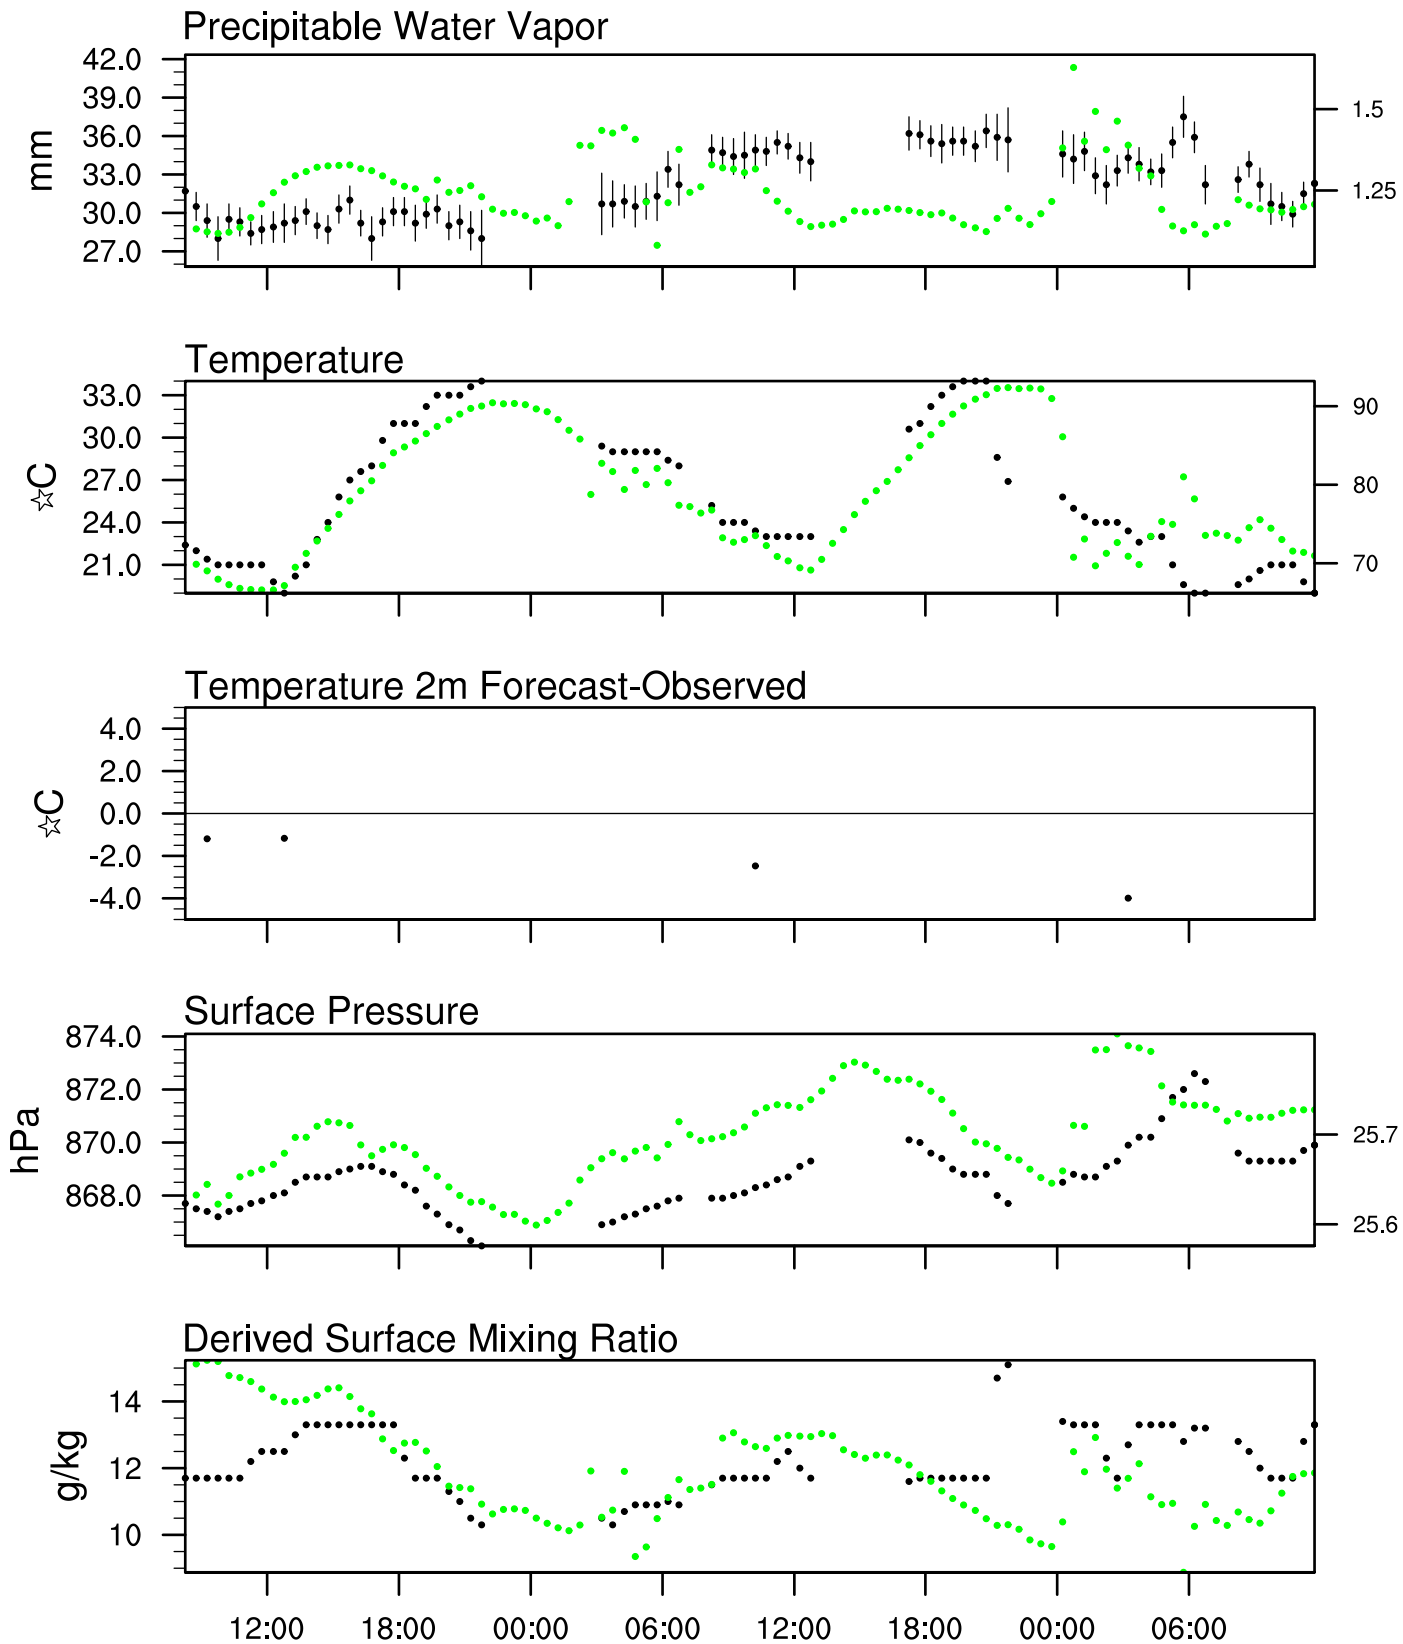 Precipitable Water Vapor
42.0
39.0
36.0
33.0
30.0
27.0
mm
1.5
1.25
Temperature
33.0
30.0
27.0
24.0
21.0
☆C
90
80
70
Temperature 2m Forecast-Observed
4.0
2.0
0.0
-2.0
-4.0
☆C
Surface Pressure
874.0
872.0
870.0
868.0
hPa
25.7
25.6
Derived Surface Mixing Ratio
14
12
10
g/kg
12:00 18:00 00:00 06:00 12:00 18:00 00:00 06:00